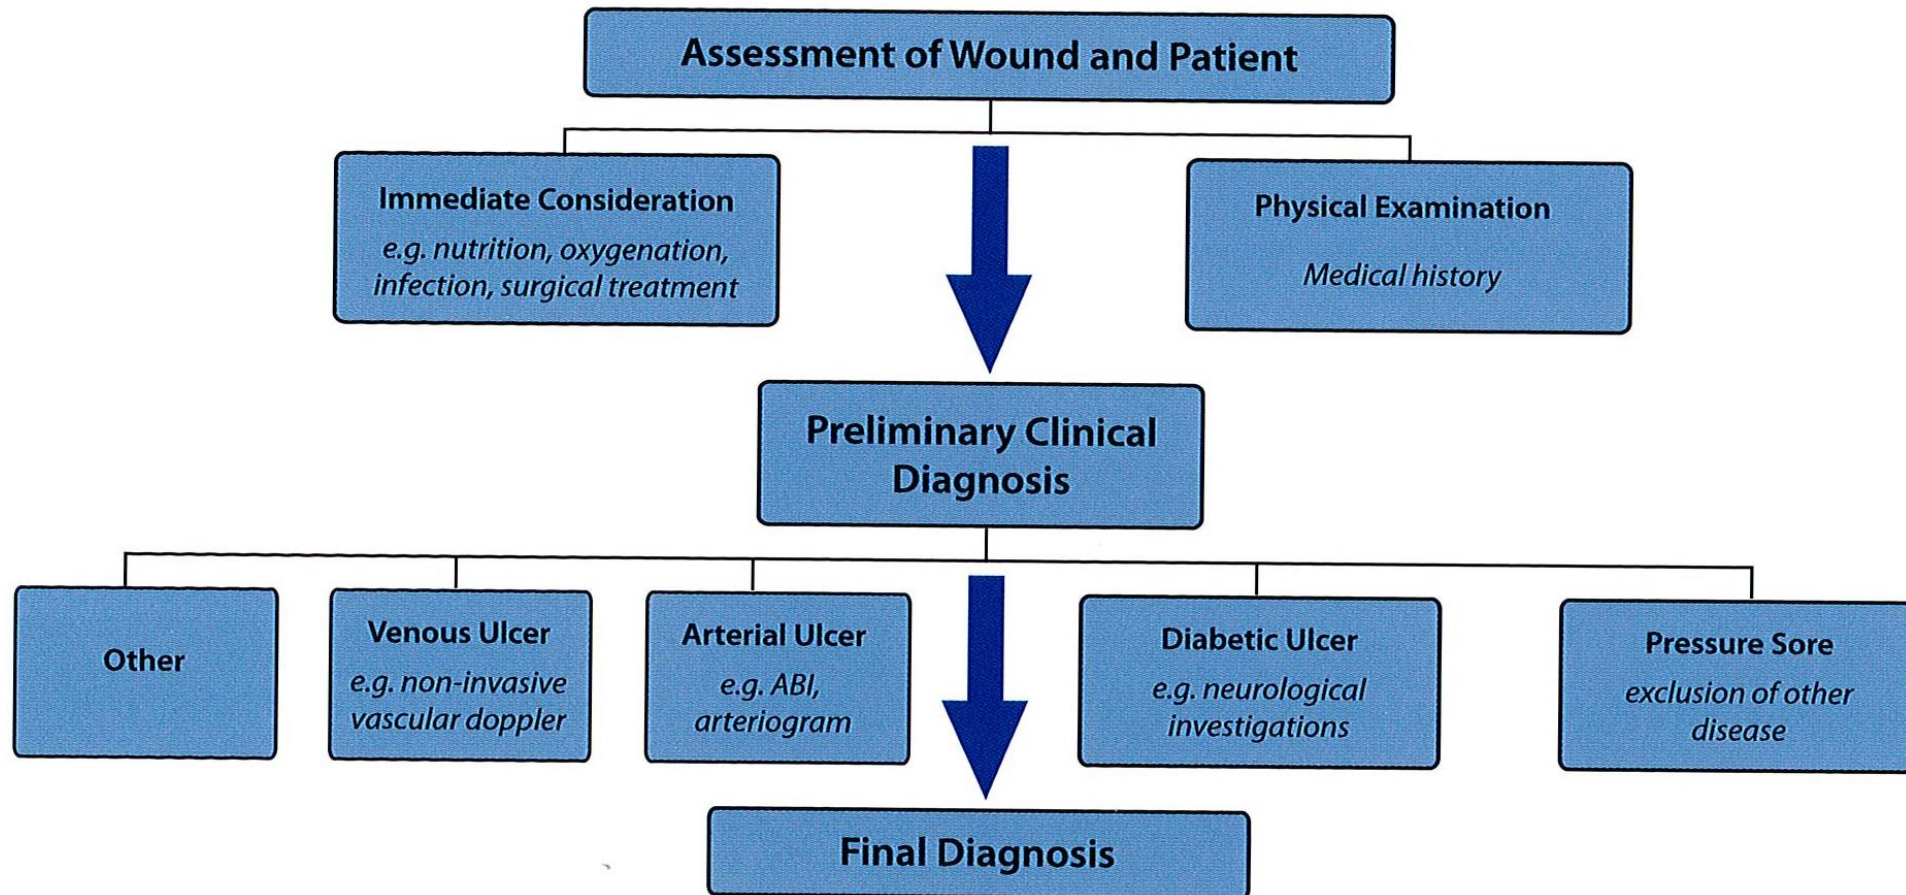 Assessment of Wound and Patient
Immediate Consideration
e.g. nutrition, oxygenation,
infection, surgical treatment
Physical Examination
Medical history
Preliminary Clinical
Diagnosis
Other
Venous Ulcer
e.g. non-invasive
vascular doppler
Arterial Ulcer
e.g. ABI,
arteriogram
Diabetic Ulcer
e.g. neurological
investigations
Pressure Sore
exclusion of other
disease
Final Diagnosis